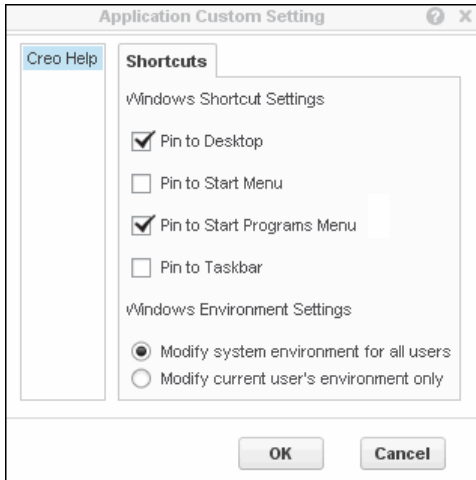 Application Custom Setting
Creo Help
Shortcuts
Windows Shortcut Settings
Pin to Desktop
Pin to Start Menu
Pin to Start Programs Menu
Pin to Taskbar
Windows Environment Settings
Modify system environment for all users
Modify current user's environment only
OK
Cancel